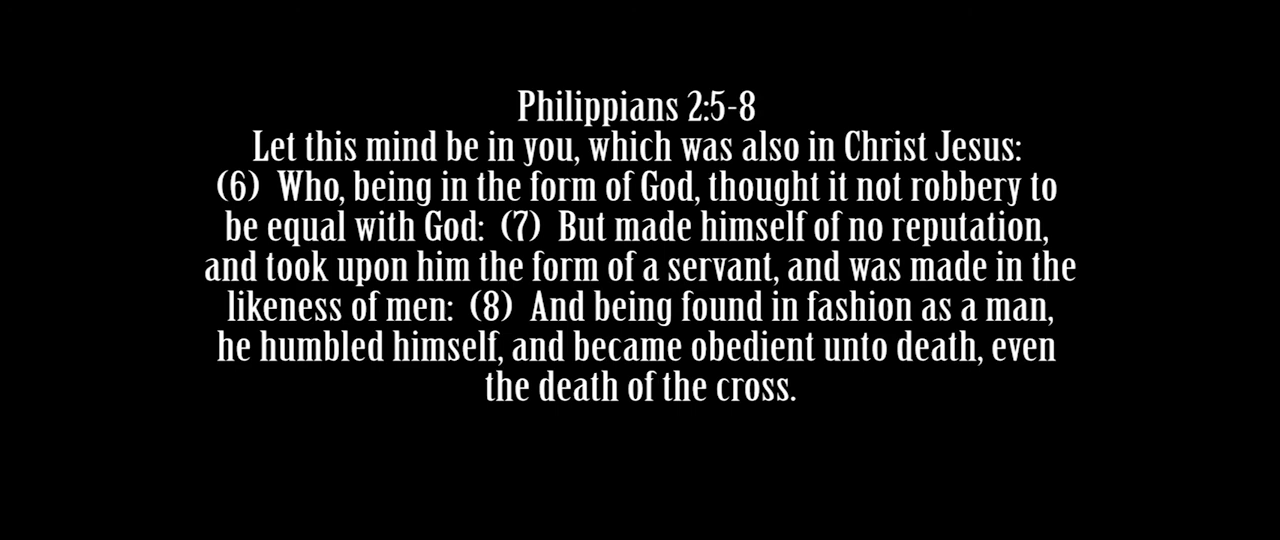 Philippians 2:5-8
Let this mind be in you, which was also in Christ Jesus:
(6) Who, being in the form of God, thought it not robbery to
be equal with God: (7) But made himself of no reputation,
and took upon him the form of a servant, and was made in the
likeness of men: (8) And being found in fashion as a man,
he humbled himself, and became obedient unto death, even
the death of the cross.